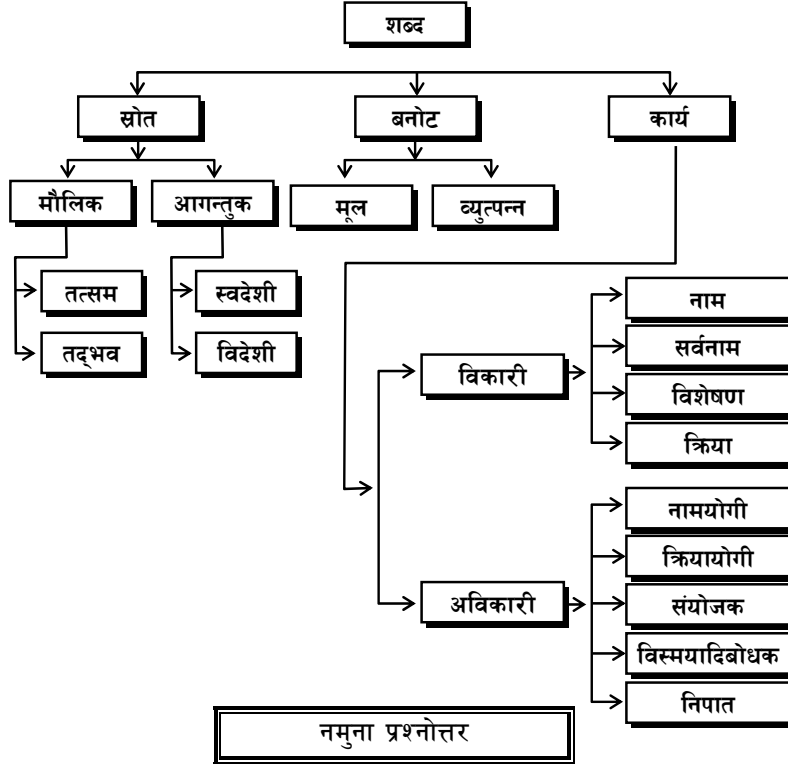 शब्द
स्रोत बनोट कार्य
मौलिक आगन्तुक मूल व्युत्पन्न
तत्सम स्वदेशी
तद्‌भव विदेशी
नाम
सर्वनाम
विकारी
विशेषण
क्रिया
नामयोगी
क्रियायोगी
अविकारी
संयोजक
विस्मयादिबोधक
निपात
नमुना प्रश्नोत्तर